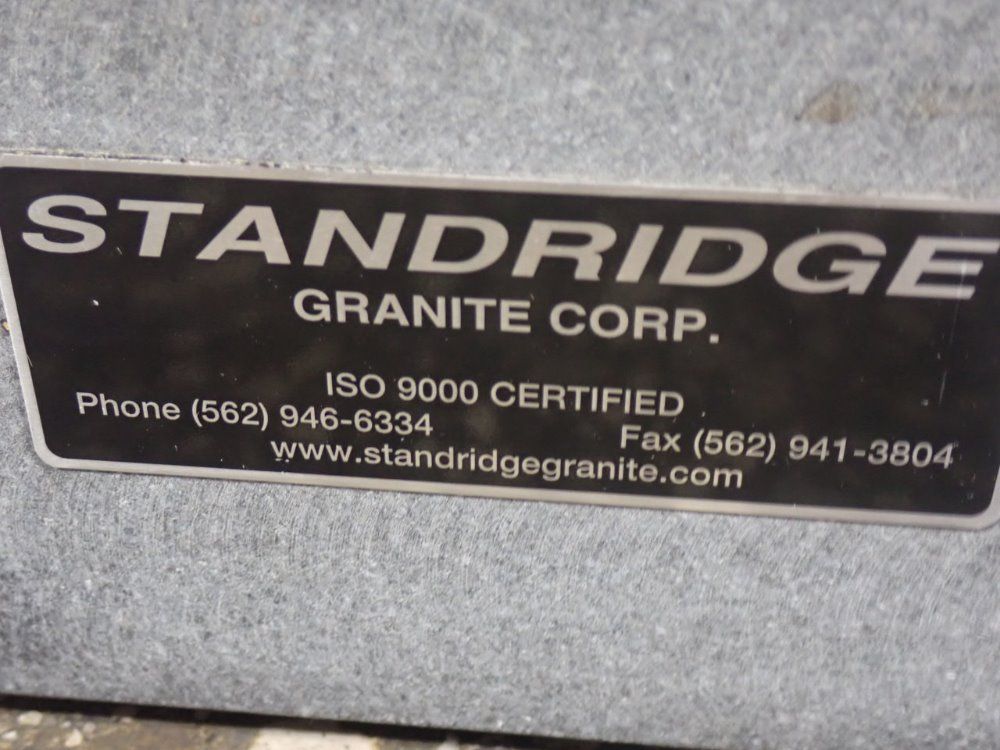 STANDRIDGE
GRANITE CORP.
ISO 9000 CERTIFIED
Phone (562) 946-6334 Fax (562) 941-3804
www.standridgegranite.com